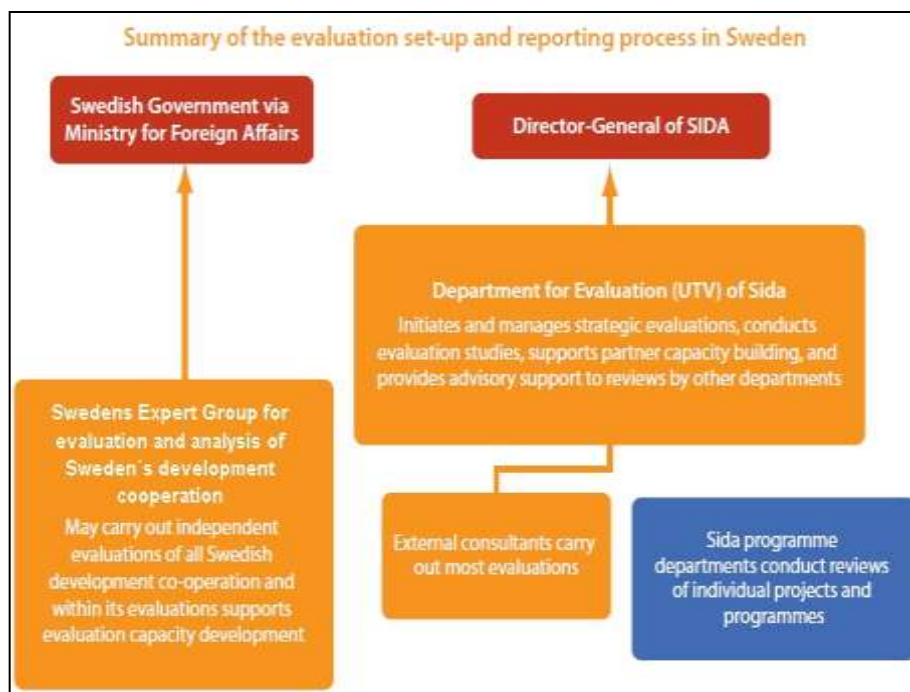 Summary of the evaluation set-up and reporting process in Sweden
Swedish Government via
Ministry for Foreign Affairs
Director-General of SIDA
Department for Evaluation (UTV) of Sida
Initiates and manages strategic evaluations, conducts
evaluation studies, supports partner capacity building, and
provides advisory support to reviews by other departments
Swedens Expert Group for
evaluation and analysis of
Sweden´s development
cooperation
May carry out independent
evaluations of all Swedish
development co-operation and
within its evaluations supports
evaluation capacity development
External consultants carry
out most evaluations
Sida programme
departments conduct reviews
of individual projects and
programmes